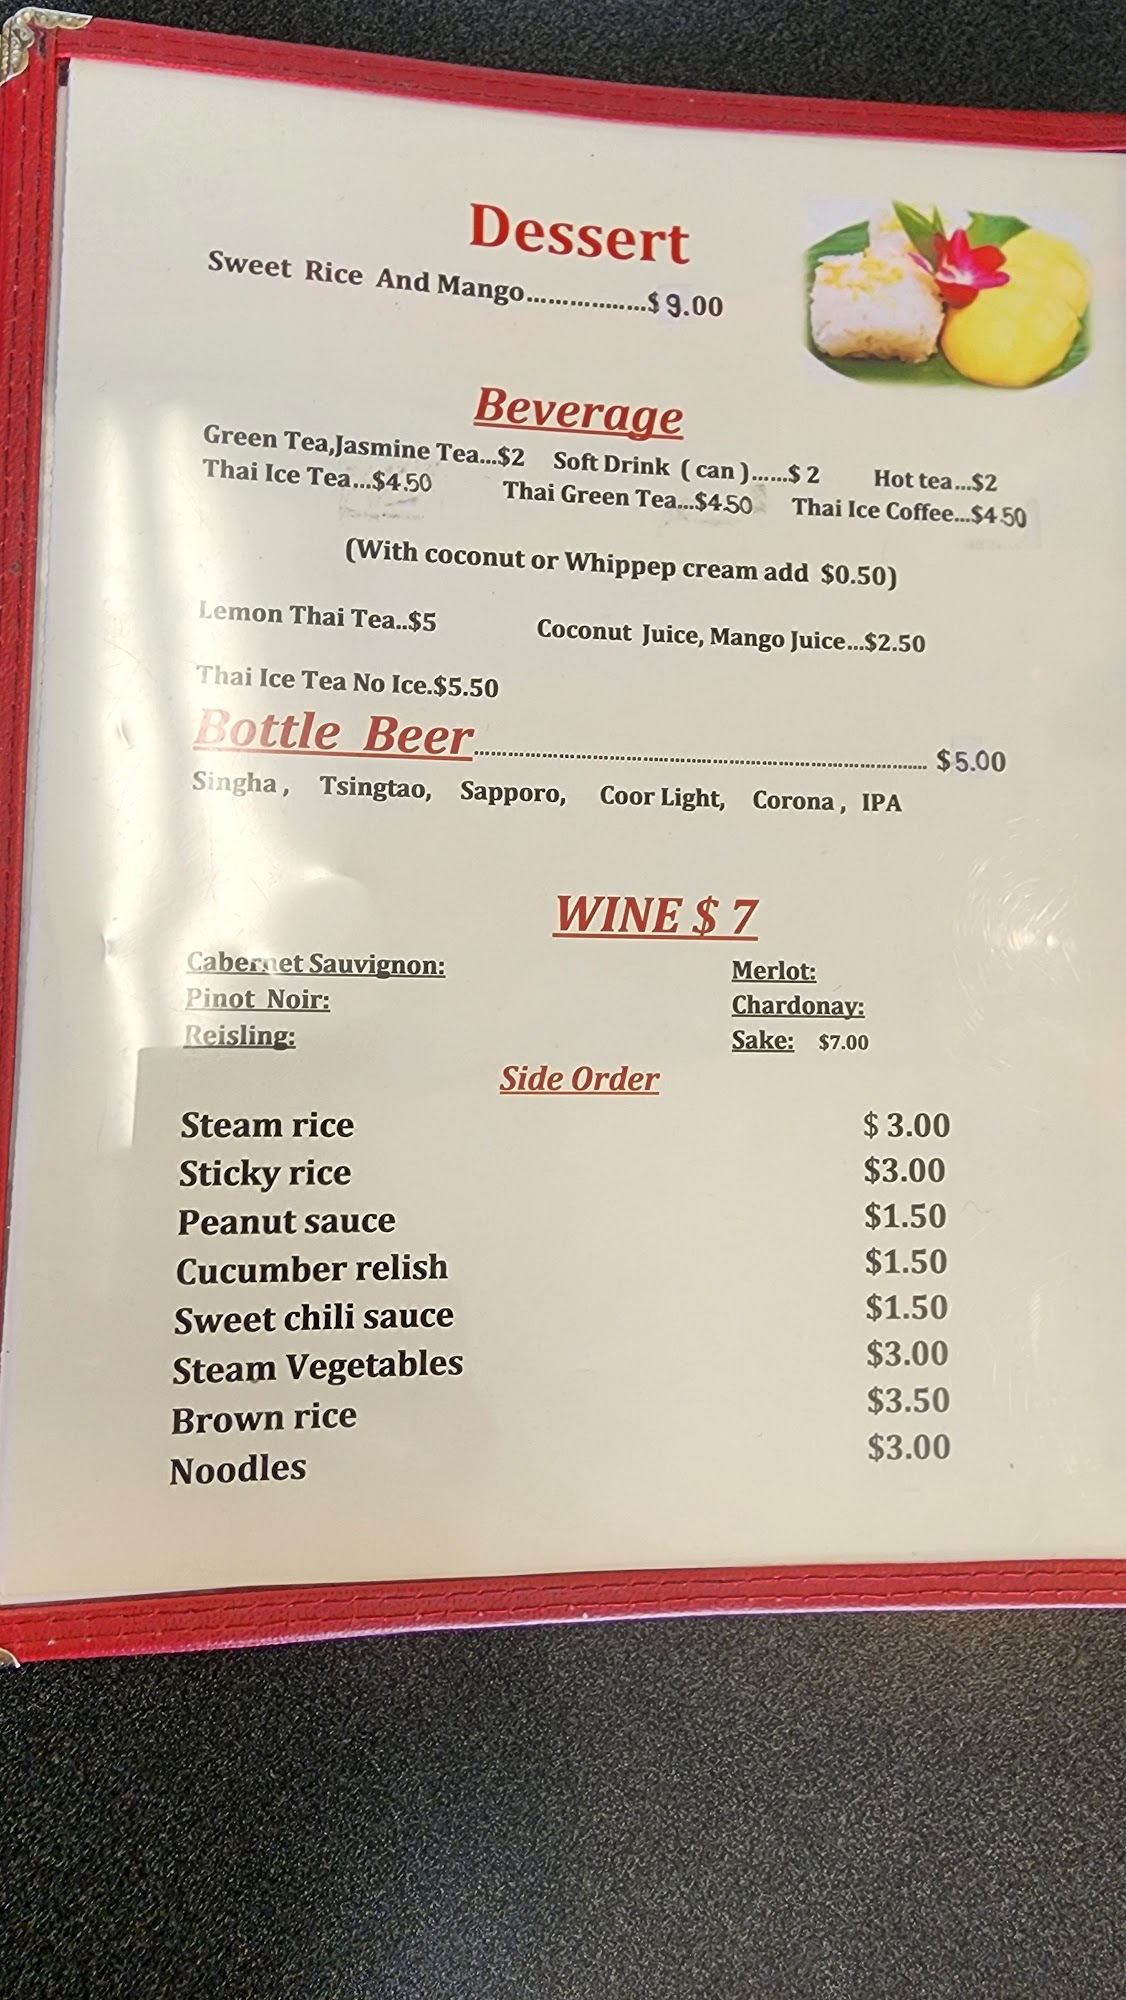 Dessert
Sweet Rice And Mango..................$ 9.00
Beverage
Green Tea,Jasmine Tea...$2 Soft Drink ( can )......$ 2 Hot tea...$2
Thai Ice Tea...$4.50 Thai Green Tea...$4.50 Thai Ice Coffee...$4.50
(With coconut or Whippep cream add $0.50)
Lemon Thai Tea..$5 Coconut Juice, Mango Juice...$2.50
Thai Ice Tea No Ice.$5.50
Bottle Beer........................................................................................ $5.00
Singha , Tsingtao, Sapporo, Coor Light, Corona , IPA
WINE $ 7
Cabernet Sauvignon: Merlot:
Pinot Noir: Chardonay:
Reisling: Sake: $7.00
Side Order
Steam rice $ 3.00
Sticky rice $3.00
Peanut sauce $1.50
Cucumber relish $1.50
Sweet chili sauce $1.50
Steam Vegetables $3.00
Brown rice $3.50
Noodles $3.00